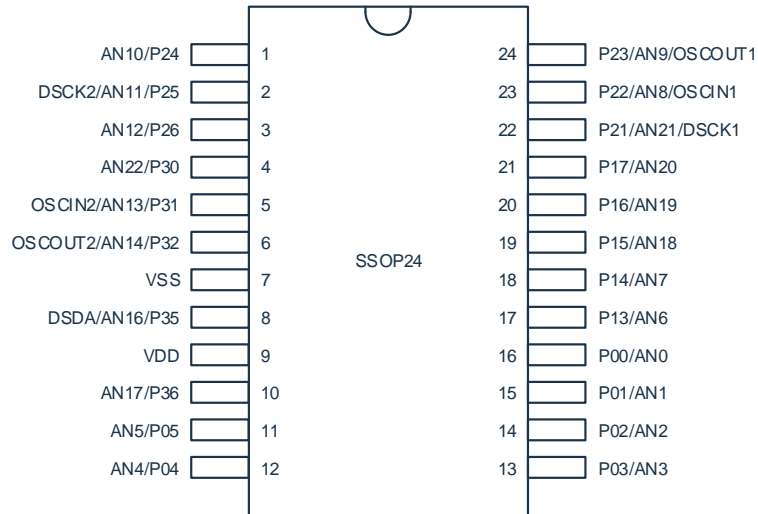 AN10/P24 1 24 P23/AN9/OSCOUT1
DSCK2/AN11/P25 2 23 P22/AN8/OSCIN1
AN12/P26 3 22 P21/AN21/DSCK1
AN22/P30 4 21 P17/AN20
OSCIN2/AN13/P31 5 20 P16/AN19
OSCOUT2/AN14/P32 6 19 P15/AN18
SSOP24
VSS 7 18 P14/AN7
DSDA/AN16/P35 8 17 P13/AN6
VDD 9 16 P00/AN0
AN17/P36 10 15 P01/AN1
AN5/P05 11 14 P02/AN2
AN4/P04 12 13 P03/AN3